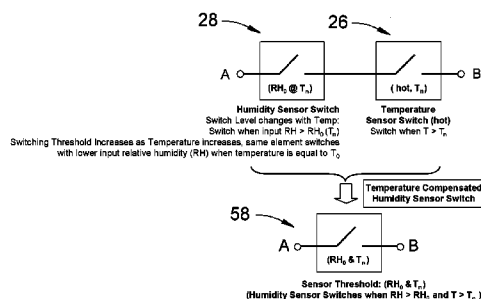 28
26
A
(RH₀ @ Tₙ)
( hot, Tₙ)
B
Humidity Sensor Switch
Switch Level changes with Temp:
Switch when input RH > RH₀ (Tₙ)
Switching Threshold Increases as Temperature increases, same element switches
with lower input relative humidity (RH) when temperature is equal to T₀
Temperature
Sensor Switch (hot)
Switch when T > Tₙ
Temperature Compensated
Humidity Sensor Switch
58
A
(RH₀ & Tₙ)
B
Sensor Threshold: (RH₀ & Tₙ)
(Humidity Sensor Switches when RH > RH₀ and T > Tₙ )